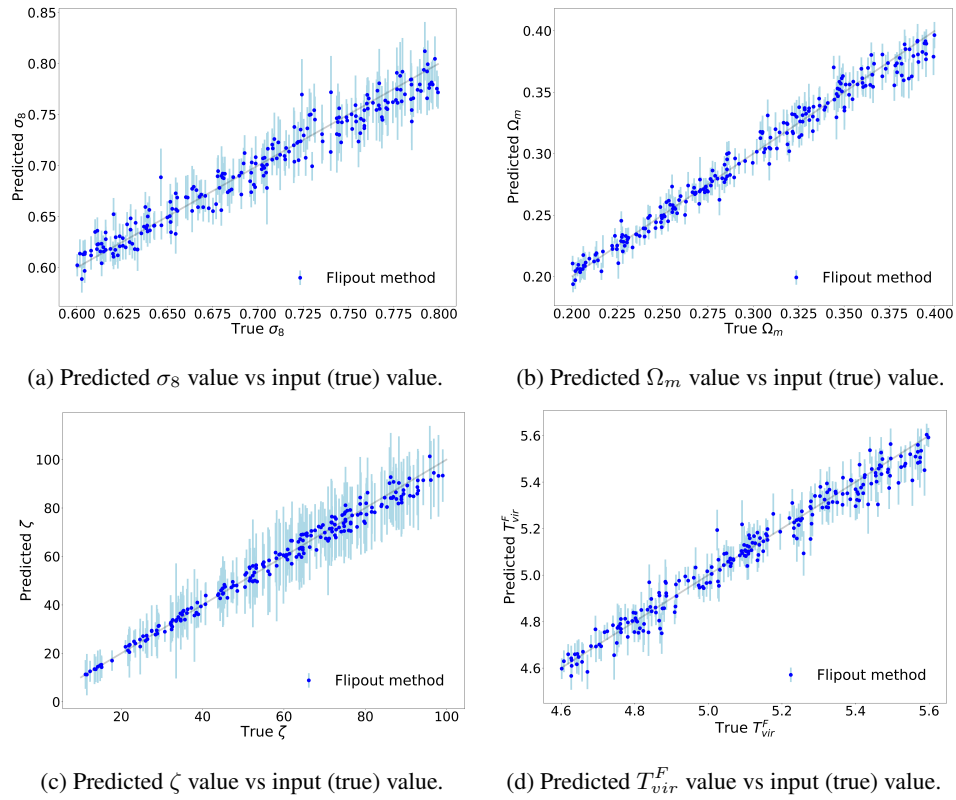 0.85
0.80
0.75
0.70
0.65
0.60
Predicted σ8
0.600 0.625 0.650 0.675 0.700 0.725 0.750 0.775 0.800
True σ8
Flipout method
(a) Predicted σ8 value vs input (true) value.
0.40
0.35
0.30
0.25
0.20
Predicted Ωm
0.200 0.225 0.250 0.275 0.300 0.325 0.350 0.375 0.400
True Ωm
Flipout method
(b) Predicted Ωm value vs input (true) value.
100
80
60
40
20
0
Predicted ζ
20 40 60 80 100
True ζ
Flipout method
(c) Predicted ζ value vs input (true) value.
5.6
5.4
5.2
5.0
4.8
4.6
Predicted T^F_vir
4.6 4.8 5.0 5.2 5.4 5.6
True T^F_vir
Flipout method
(d) Predicted T^F_vir value vs input (true) value.